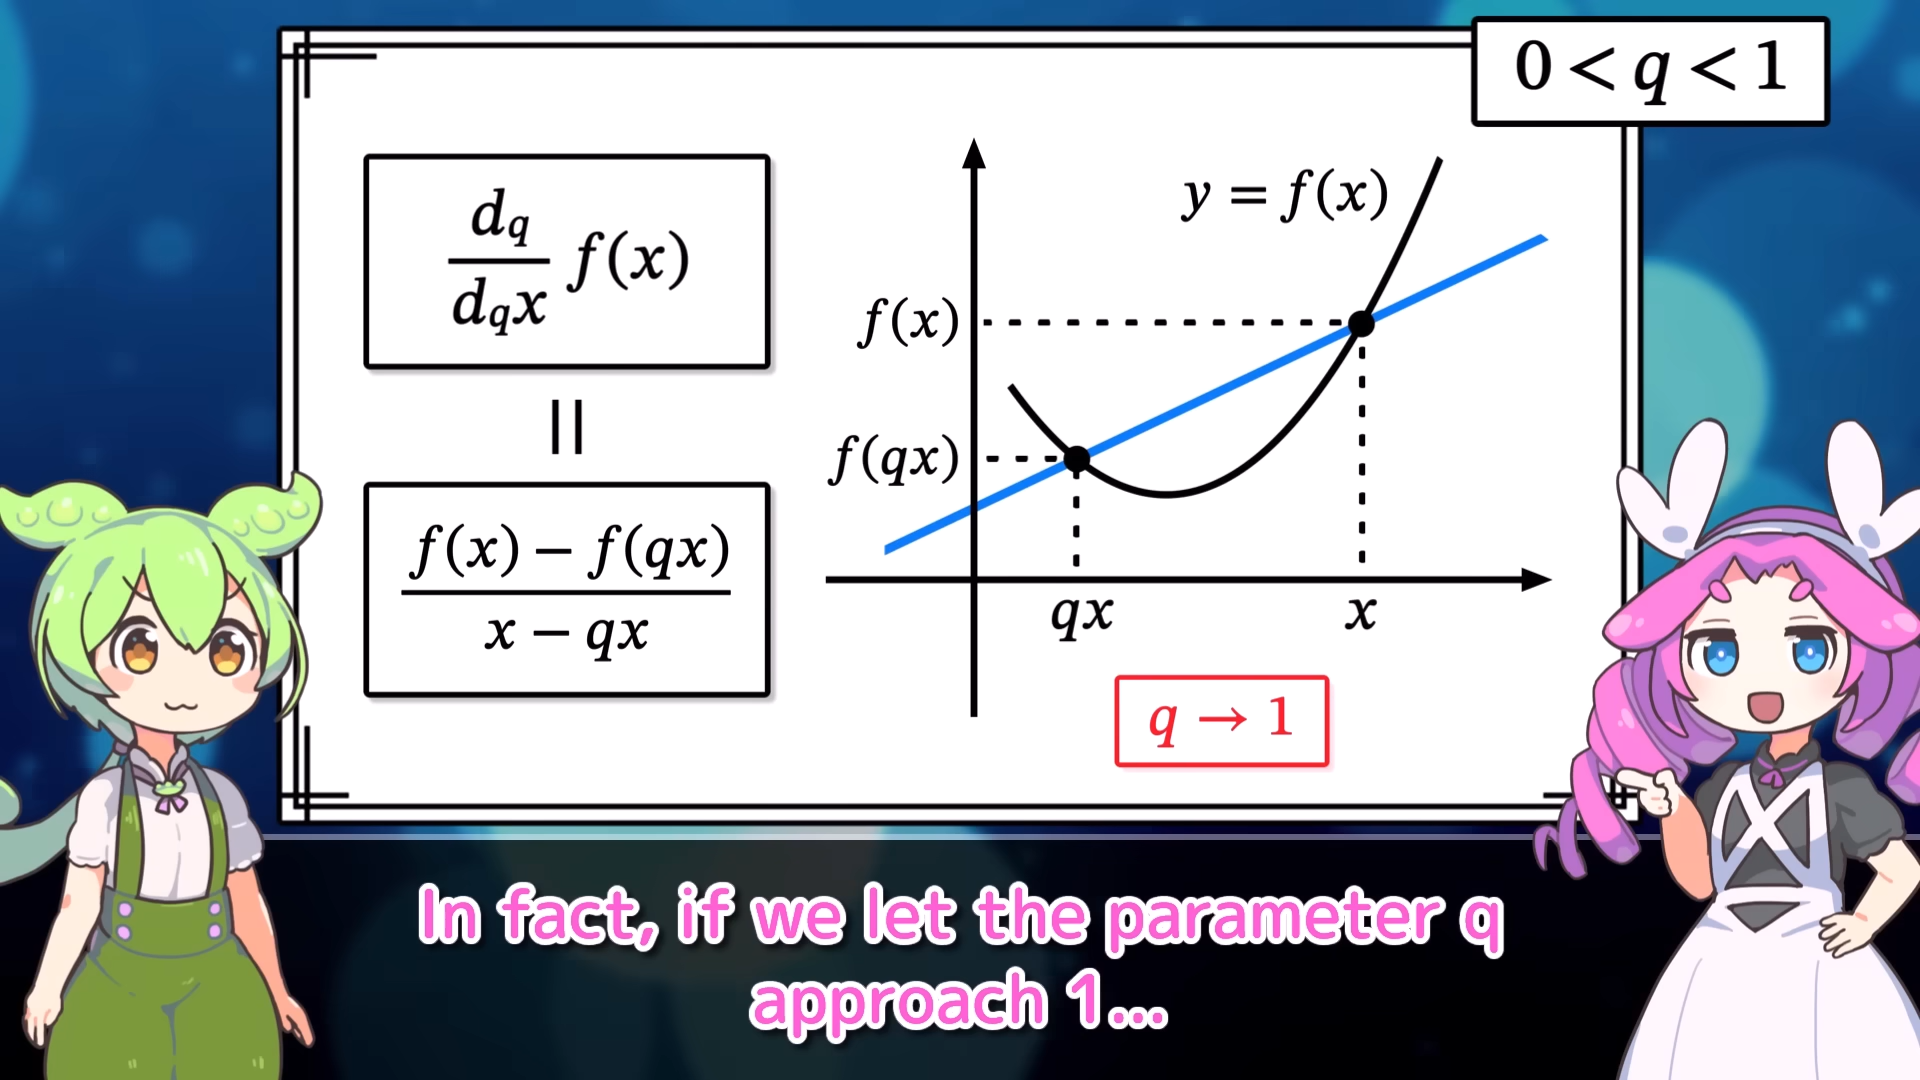 0 < q < 1
d_q
d_qx
f(x)
=
f(x) − f(qx)
x − qx
y = f(x)
f(x)
f(qx)
qx
x
q → 1
In fact, if we let the parameter q
approach 1...